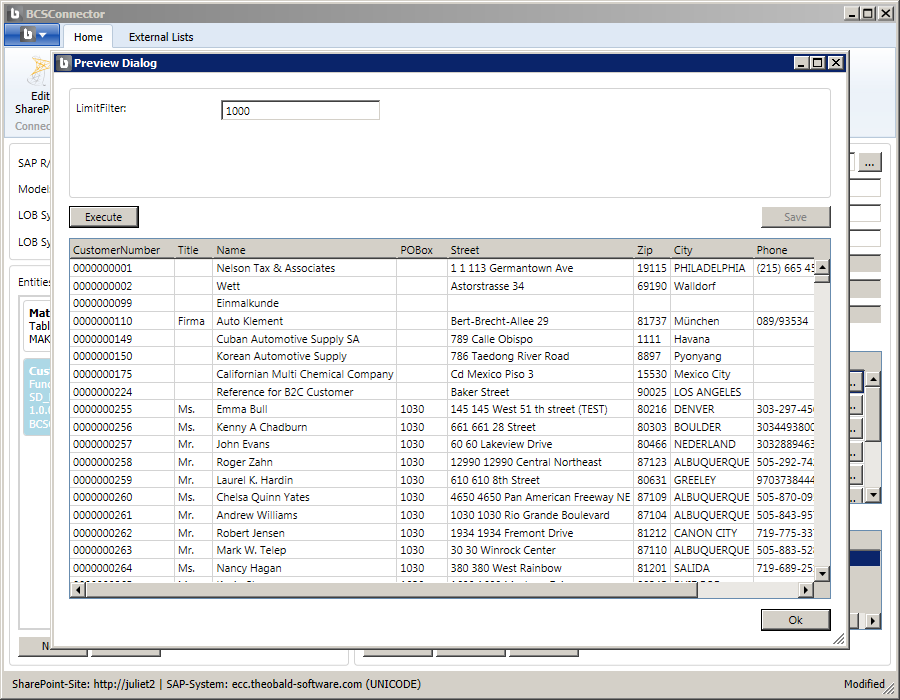 BCSConnector
Home External Lists
Preview Dialog
Edit
Connec
LimitFilter: 1000
SAP R/
...
Model
LOB Sy
LOB Sy
Execute Save
Entities
CustomerNumber Title Name POBox Street Zip City Phone
0000000001 Nelson Tax & Associates 1 1 113 Germantown Ave 19115 PHILADELPHIA (215) 665 45
0000000002 Wett Astorstrasse 34 69190 Walldorf
0000000099 Einmalkunde
0000000110 Firma Auto Klement Bert-Brecht-Allee 29 81737 München 089/93534
0000000149 Cuban Automotive Supply SA 789 Calle Obispo 1111 Havana
0000000150 Korean Automotive Supply 786 Taedong River Road 8897 Pyonyang
0000000175 Californian Multi Chemical Company Cd Mexico Piso 3 15530 Mexico City
0000000224 Reference for B2C Customer Baker Street 90025 LOS ANGELES
0000000255 Ms. Emma Bull 1030 145 145 West 51 th street (TEST) 80216 DENVER 303-297-45
0000000256 Ms. Kenny A Chadburn 1030 661 661 28 Street 80303 BOULDER 3034493800
0000000257 Mr. John Evans 1030 60 60 Lakeview Drive 80466 NEDERLAND 3032889463
0000000258 Mr. Roger Zahn 1030 12990 12990 Central Northeast 87123 ALBUQUERQUE 505-292-74
0000000259 Mr. Laurel K. Hardin 1030 610 610 8th Street 80631 GREELEY 9703738444
0000000260 Ms. Chelsa Quinn Yates 1030 4650 4650 Pan American Freeway NE 87109 ALBUQUERQUE 505-870-09
0000000261 Mr. Andrew Williams 1030 1030 1030 Rio Grande Boulevard 87104 ALBUQUERQUE 505-843-95
0000000262 Mr. Robert Jensen 1030 1934 1934 Fremont Drive 81212 CANON CITY 719-775-33
0000000263 Mr. Mark W. Telep 1030 30 30 Winrock Center 87110 ALBUQUERQUE 505-883-52
0000000264 Ms. Nancy Hagan 1030 380 380 West Rainbow 81201 SALIDA 719-689-25
Mat
Tabl
MAK
Cus
Func
SD_
1.0.
BCS
Ok
N
SharePoint-Site: http://juliet2 | SAP-System: ecc.theobald-software.com (UNICODE) Modified